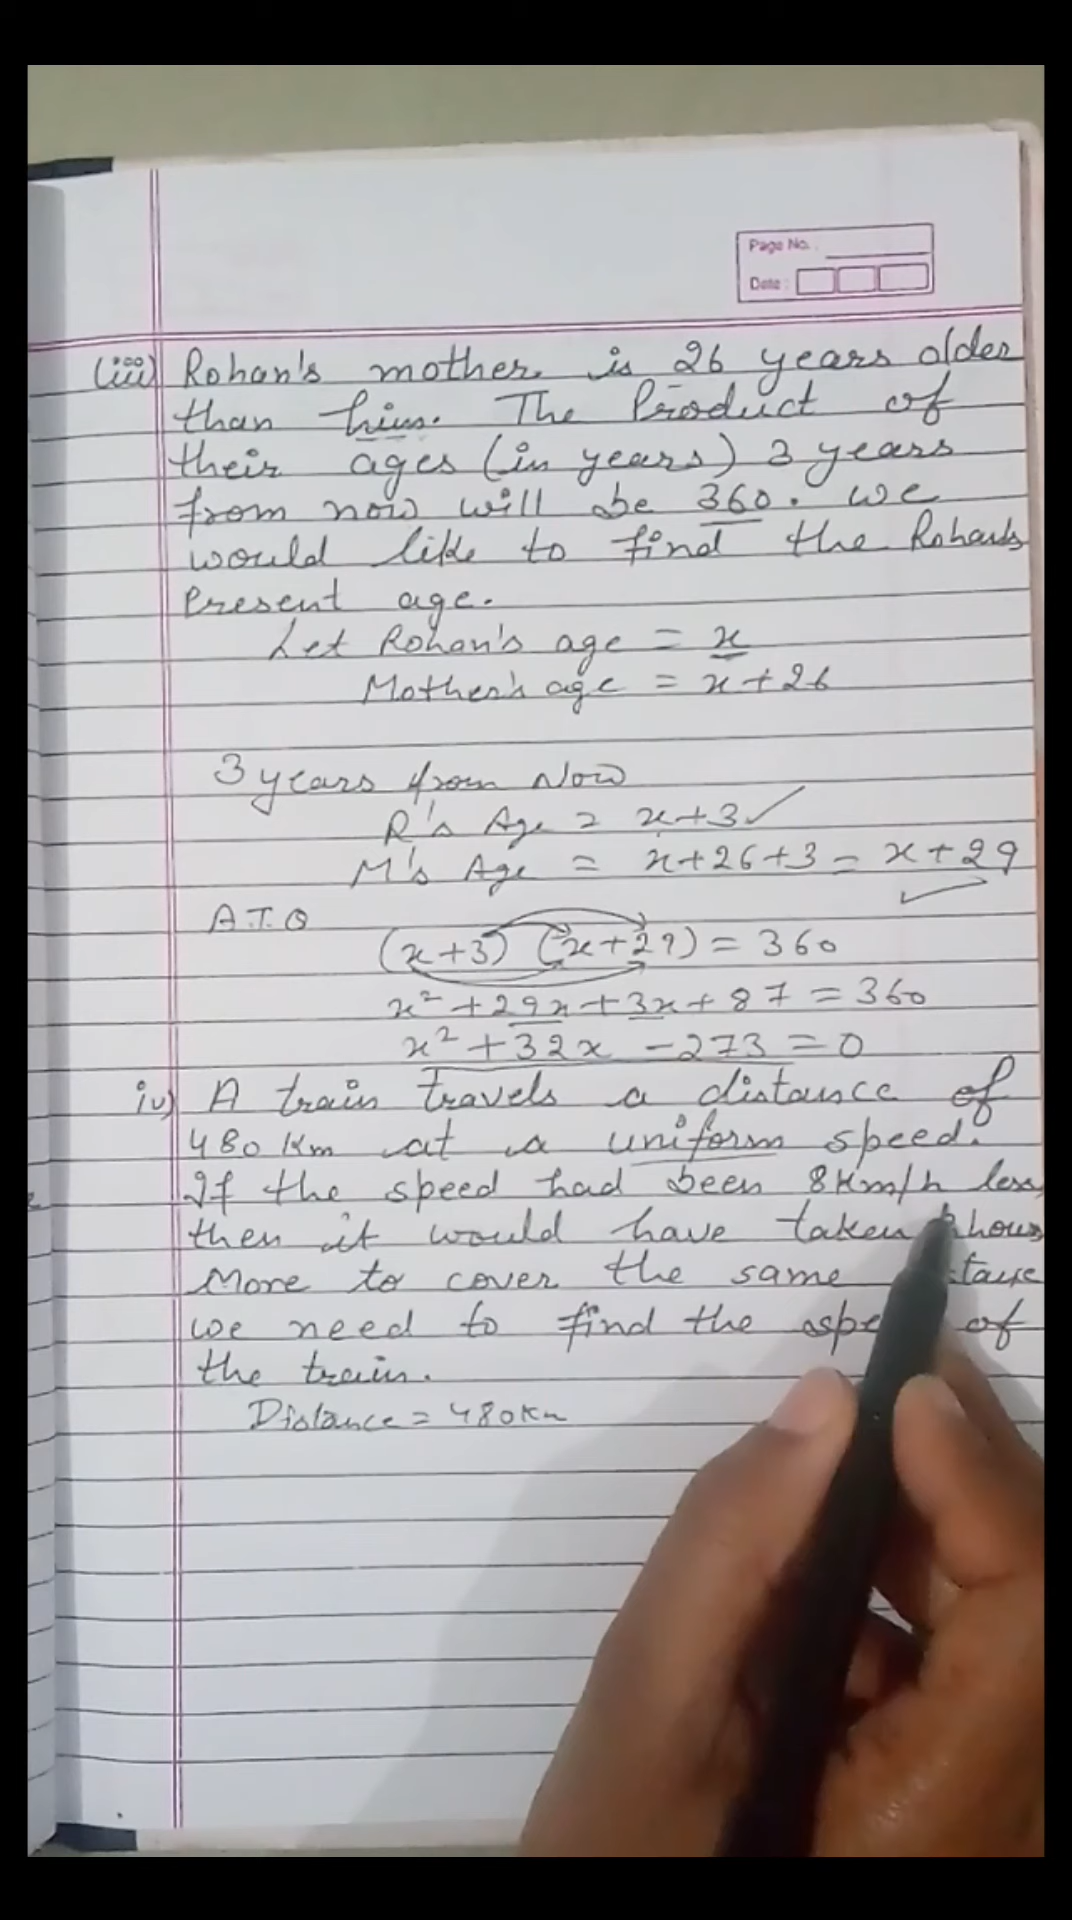 Page No.
Date :
(iii) Rohan's mother is 26 years older
than him. The Product of
their ages (in years) 3 years
from now will be 360. we
would like to find the Rohan's
Present age.
Let Rohan's age = x
Mother's age = x+26
3 years from Now
R's Age = x+3✓
M's Age = x+26+3 = x+29
A.T.Q
(x+3) (x+29) = 360
x² + 29x + 3x + 87 = 360
x² + 32x - 273 = 0
iv) A train travels a distance of
480 Km at a uniform speed.
If the speed had been 8Km/h less,
then it would have taken hours
More to cover the same
we need to find the of
the train.
Distance = 480Km